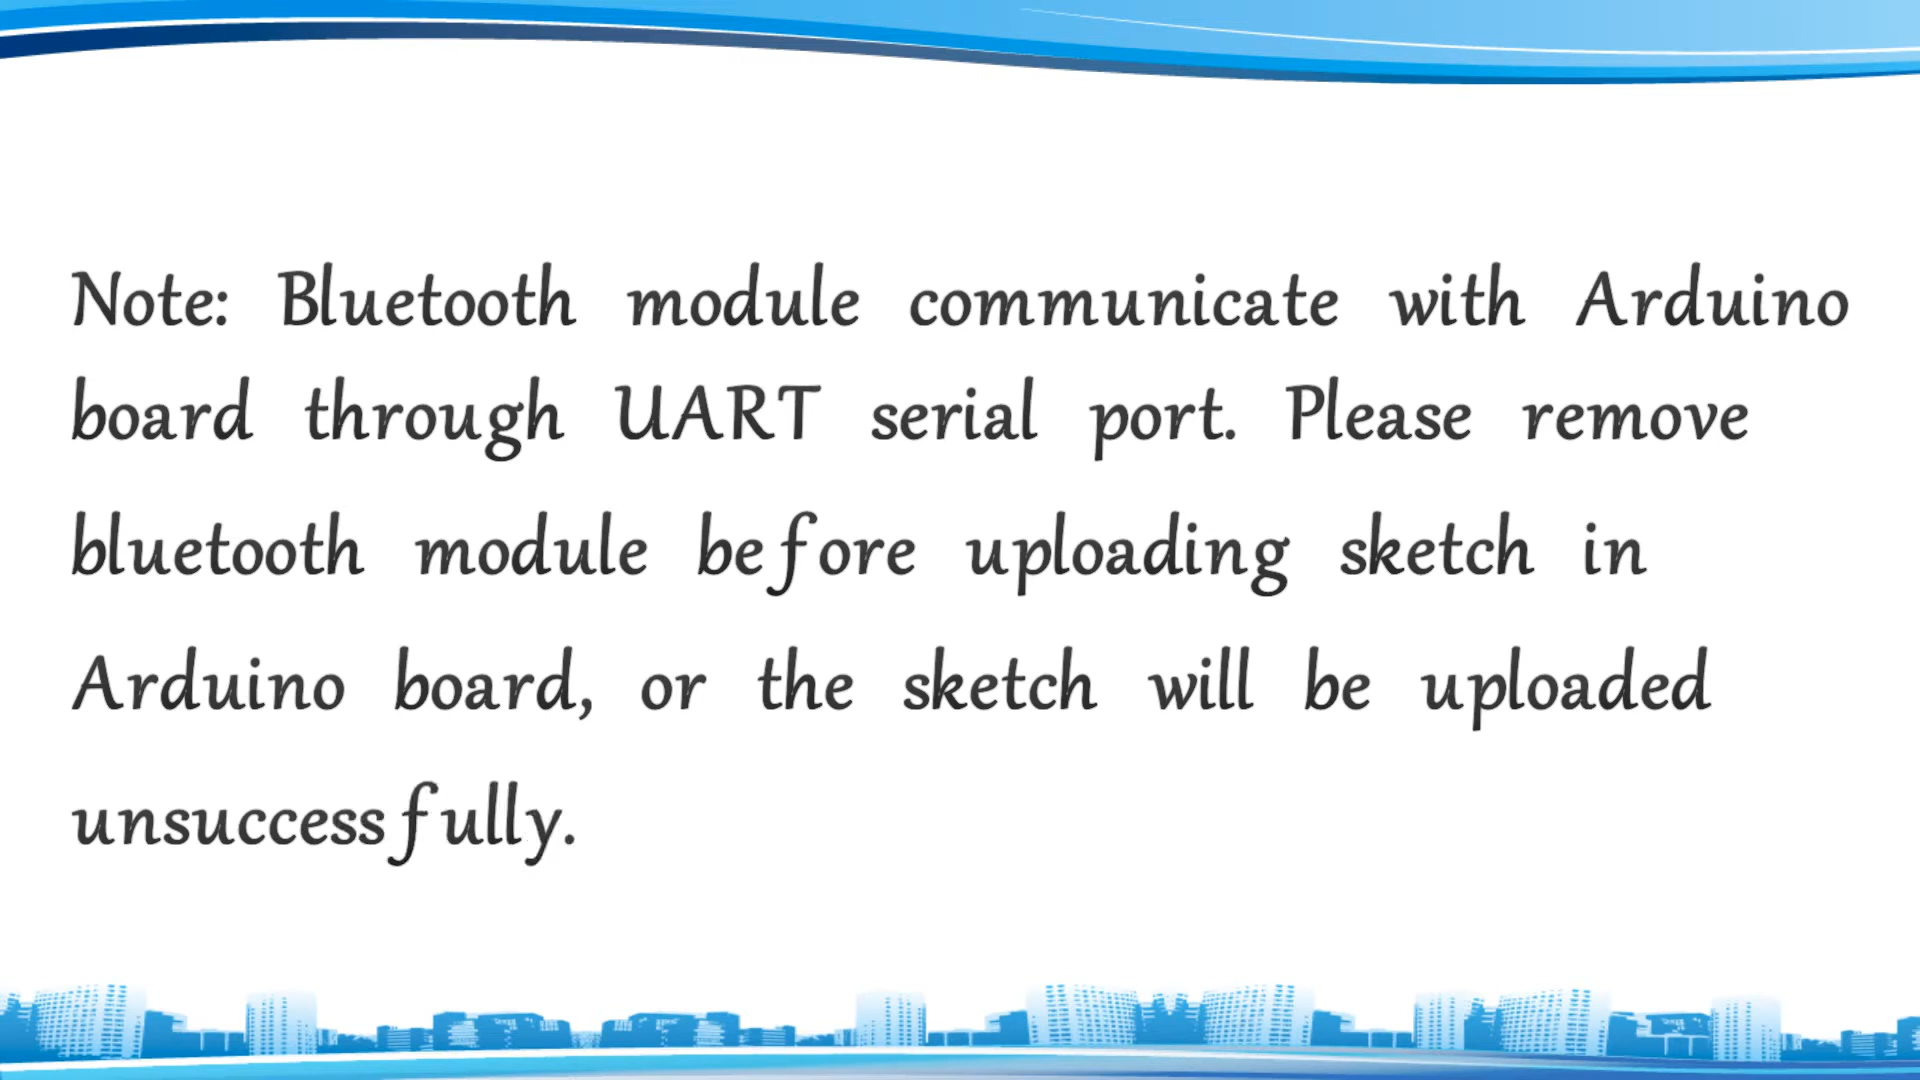 Note: Bluetooth module communicate with Arduino
board through UART serial port. Please remove
bluetooth module before uploading sketch in
Arduino board, or the sketch will be uploaded
unsuccessfully.